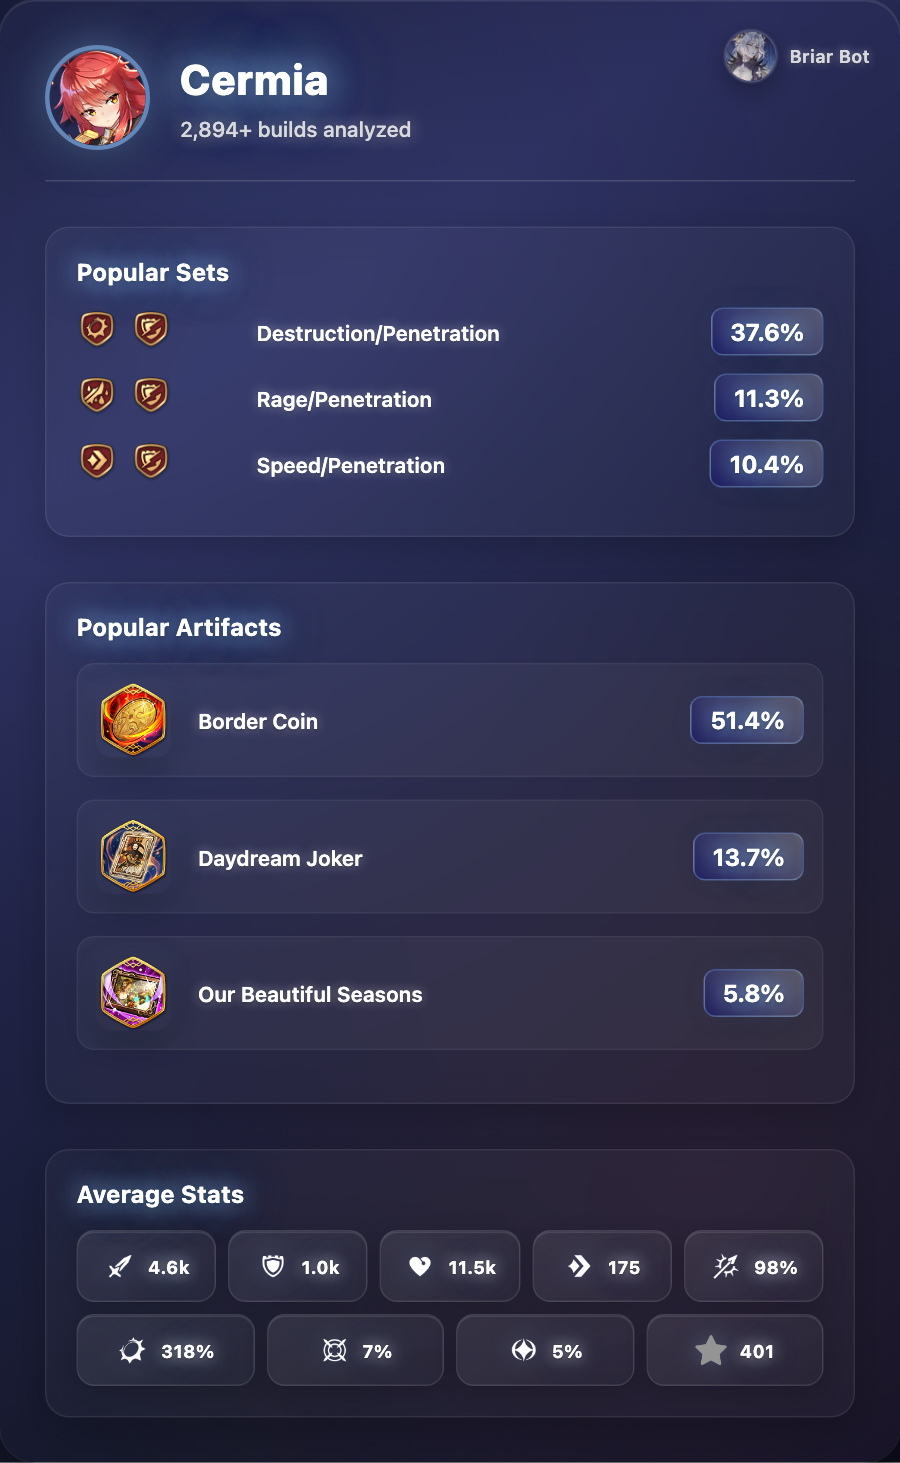 Cermia
2,894+ builds analyzed
Briar Bot
Popular Sets
Destruction/Penetration 37.6%
Rage/Penetration 11.3%
Speed/Penetration 10.4%
Popular Artifacts
Border Coin 51.4%
Daydream Joker 13.7%
Our Beautiful Seasons 5.8%
Average Stats
4.6k 1.0k 11.5k 175 98%
318% 7% 5% 401